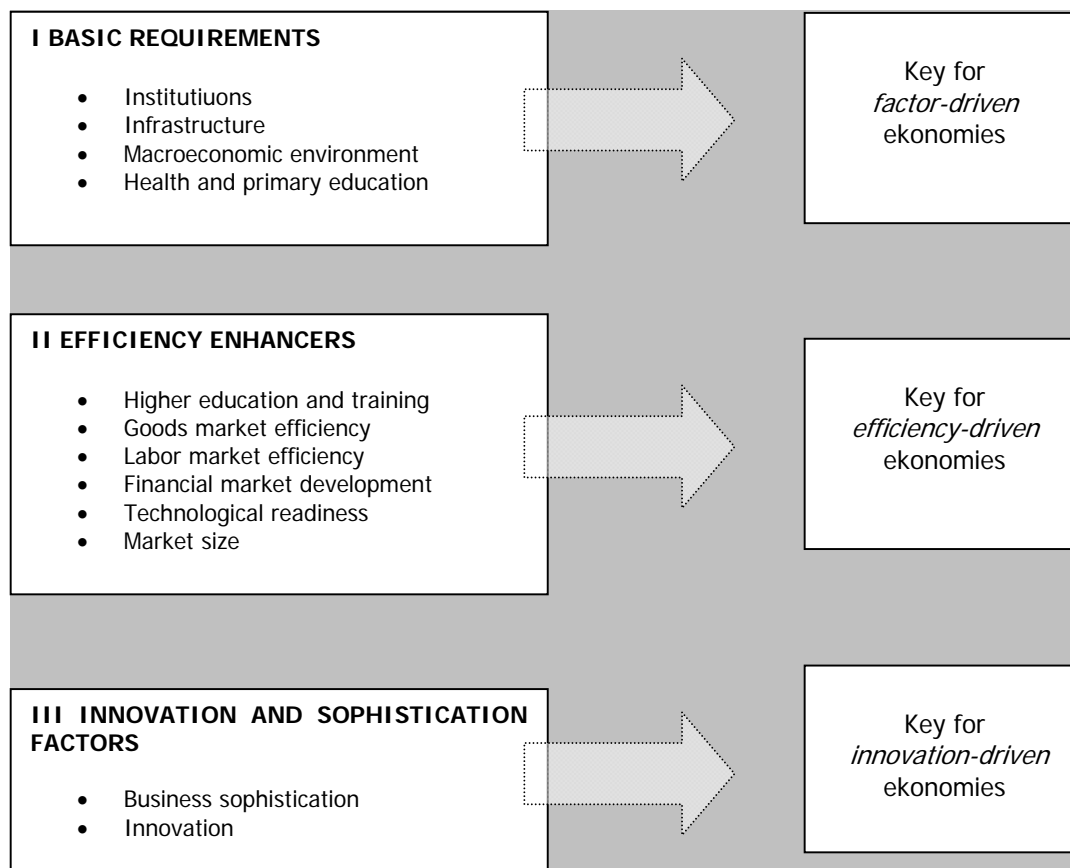 I BASIC REQUIREMENTS
• Institutiuons
• Infrastructure
• Macroeconomic environment
• Health and primary education
Key for
factor-driven
ekonomies
II EFFICIENCY ENHANCERS
• Higher education and training
• Goods market efficiency
• Labor market efficiency
• Financial market development
• Technological readiness
• Market size
Key for
efficiency-driven
ekonomies
III INNOVATION AND SOPHISTICATION
FACTORS
• Business sophistication
• Innovation
Key for
innovation-driven
ekonomies